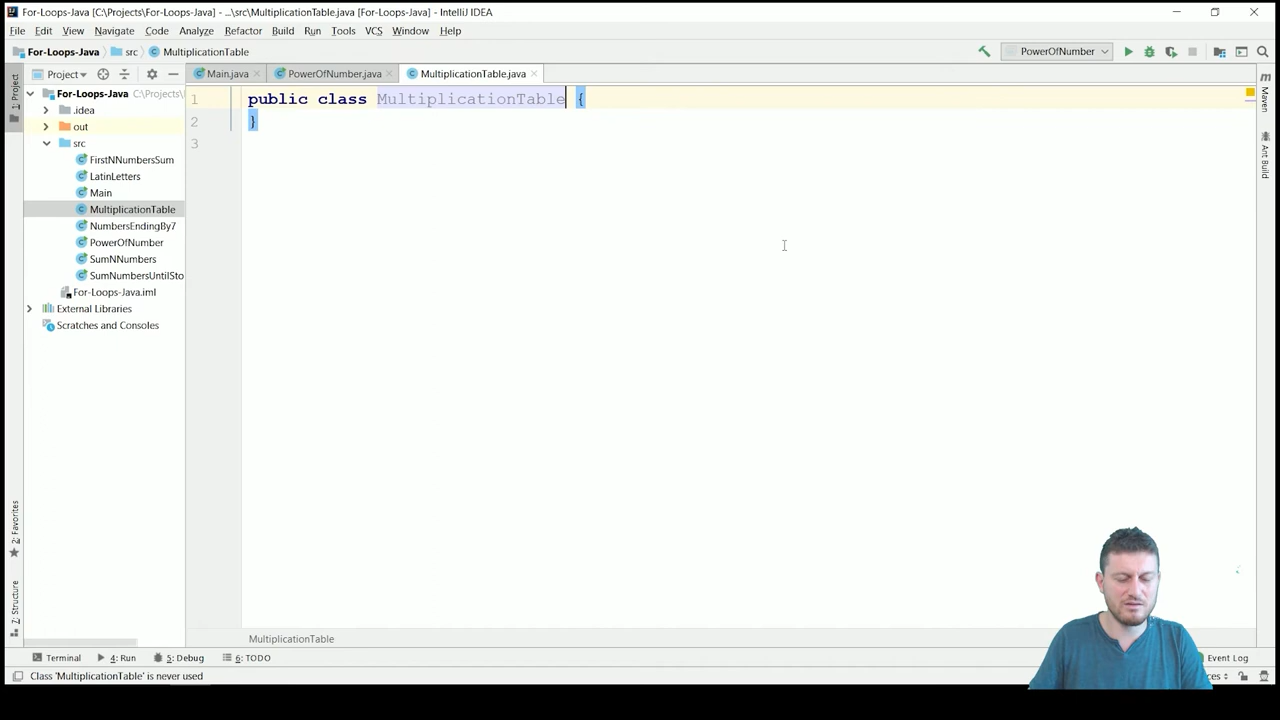 For-Loops-Java [C:\Projects\For-Loops-Java] - ...\src\MultiplicationTable.java [For-Loops-Java] - IntelliJ IDEA
File Edit View Navigate Code Analyze Refactor Build Run Tools VCS Window Help
For-Loops-Java src MultiplicationTable PowerOfNumber
1: Project
Project
Main.java PowerOfNumber.java MultiplicationTable.java
For-Loops-Java C:\Projects\
.idea
out
src
FirstNNumbersSum
LatinLetters
Main
MultiplicationTable
NumbersEndingBy7
PowerOfNumber
SumNNumbers
SumNumbersUntilSto
For-Loops-Java.iml
External Libraries
Scratches and Consoles
1 public class MultiplicationTable {
2 }
3
Maven
Ant Build
2: Favorites
Z: Structure
MultiplicationTable
Terminal 4: Run 5: Debug 6: TODO Event Log
Class 'MultiplicationTable' is never used